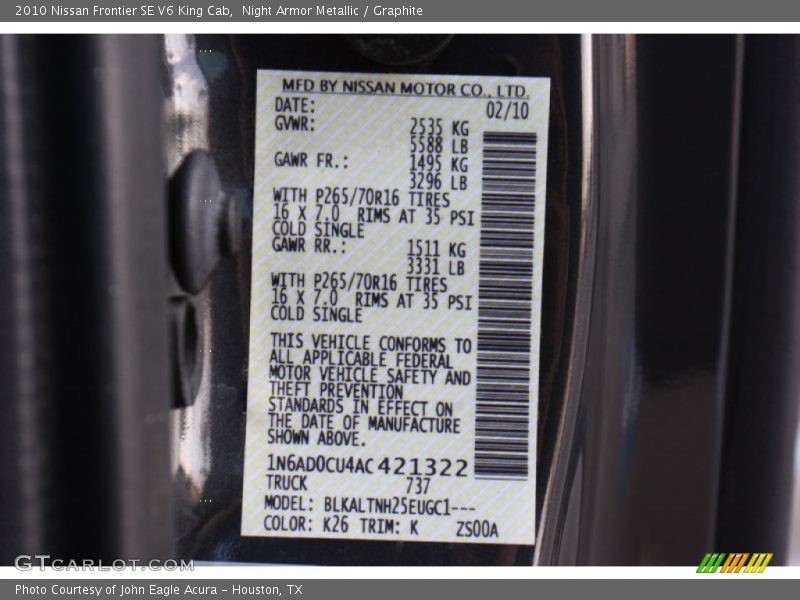 2010 Nissan Frontier SE V6 King Cab,  Night Armor Metallic / Graphite
MFD BY NISSAN MOTOR CO., LTD.
DATE: 02/10
GVWR: 2535 KG
5588 LB
GAWR FR.: 1495 KG
3296 LB
WITH P265/70R16 TIRES
16 X 7.0 RIMS AT 35 PSI
COLD SINGLE
GAWR RR.: 1511 KG
3331 LB
WITH P265/70R16 TIRES
16 X 7.0 RIMS AT 35 PSI
COLD SINGLE
THIS VEHICLE CONFORMS TO
ALL APPLICABLE FEDERAL
MOTOR VEHICLE SAFETY AND
THEFT PREVENTION
STANDARDS IN EFFECT ON
THE DATE OF MANUFACTURE
SHOWN ABOVE.
1N6AD0CU4AC421322
TRUCK 737
MODEL: BLKALTNH25EUGC1---
COLOR: K26 TRIM: K ZS00A
GTCARLOT.COM
Photo Courtesy of John Eagle Acura - Houston, TX